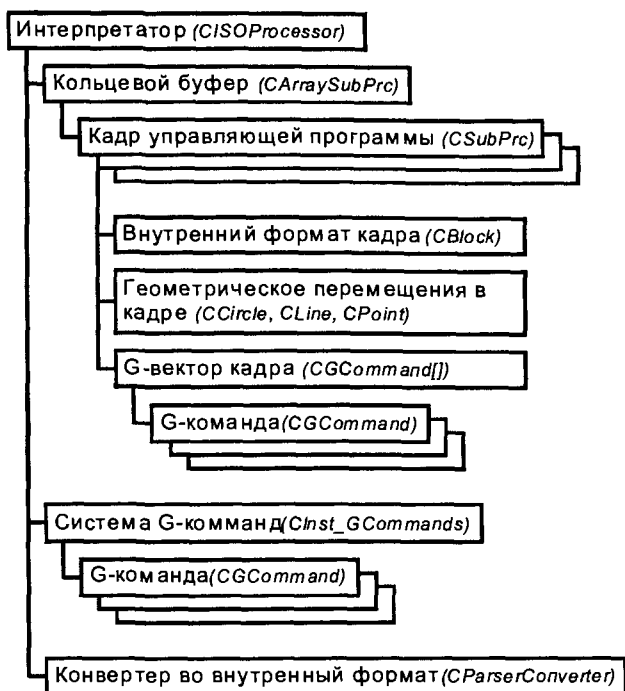 Интерпретатор (CISOProcessor)
Кольцевой буфер (CArraySubPrc)
Кадр управляющей программы (CSubPrc)
Внутренний формат кадра (CBlock)
Геометрическое перемещения в
кадре (CCircle, CLine, CPoint)
G-вектор кадра (CGCommand[])
G-команда(CGCommand)
Система G-комманд(CInst_GCommands)
G-команда(CGCommand)
Конвертер во внутренный формат(CParserConverter)